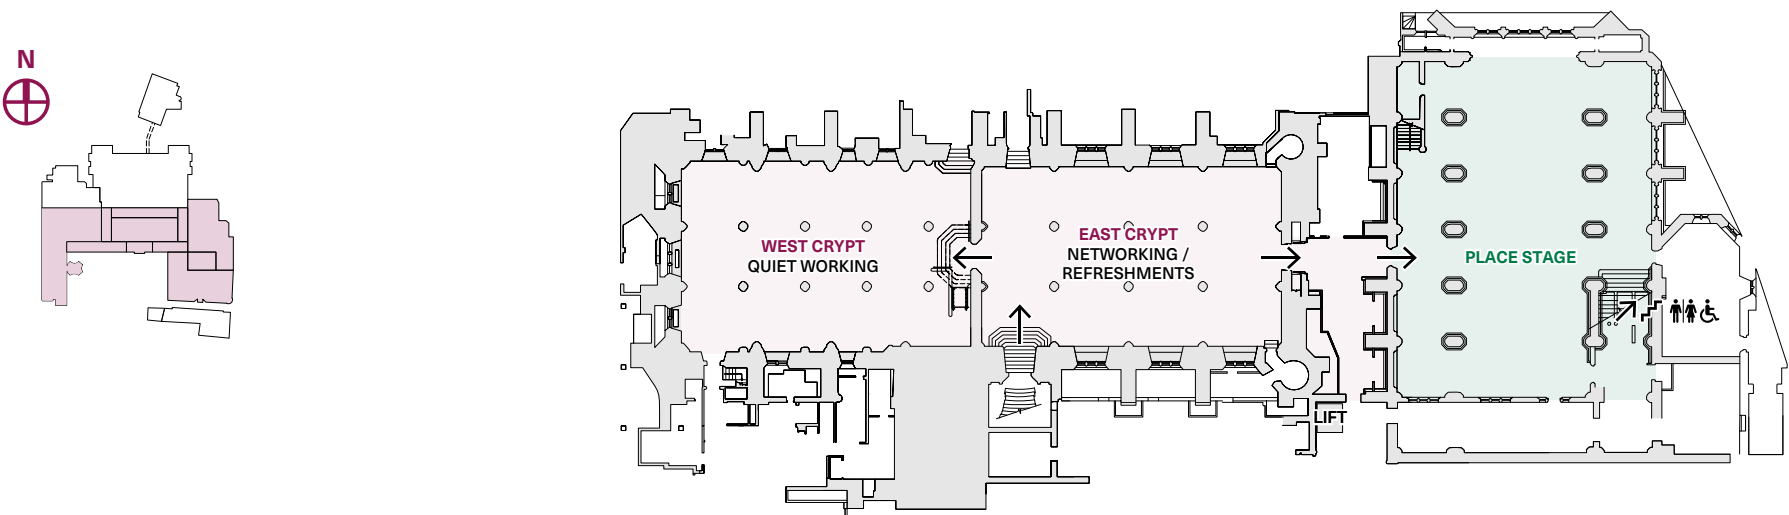 N
WEST CRYPT
QUIET WORKING
EAST CRYPT
NETWORKING /
REFRESHMENTS
PLACE STAGE
LIFT